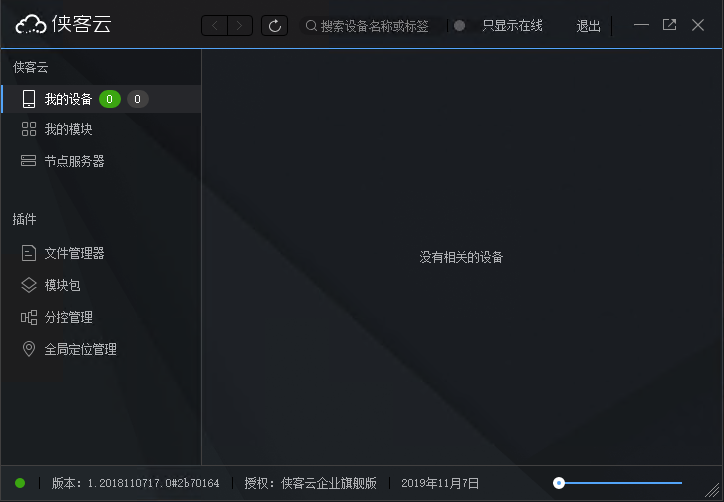 侠客云
搜索设备名称或标签
只显示在线
退出
侠客云
我的设备 0 0
我的模块
节点服务器
插件
文件管理器
模块包
分控管理
全局定位管理
没有相关的设备
版本：1.2018110717.0#2b70164
授权：侠客云企业旗舰版
2019年11月7日